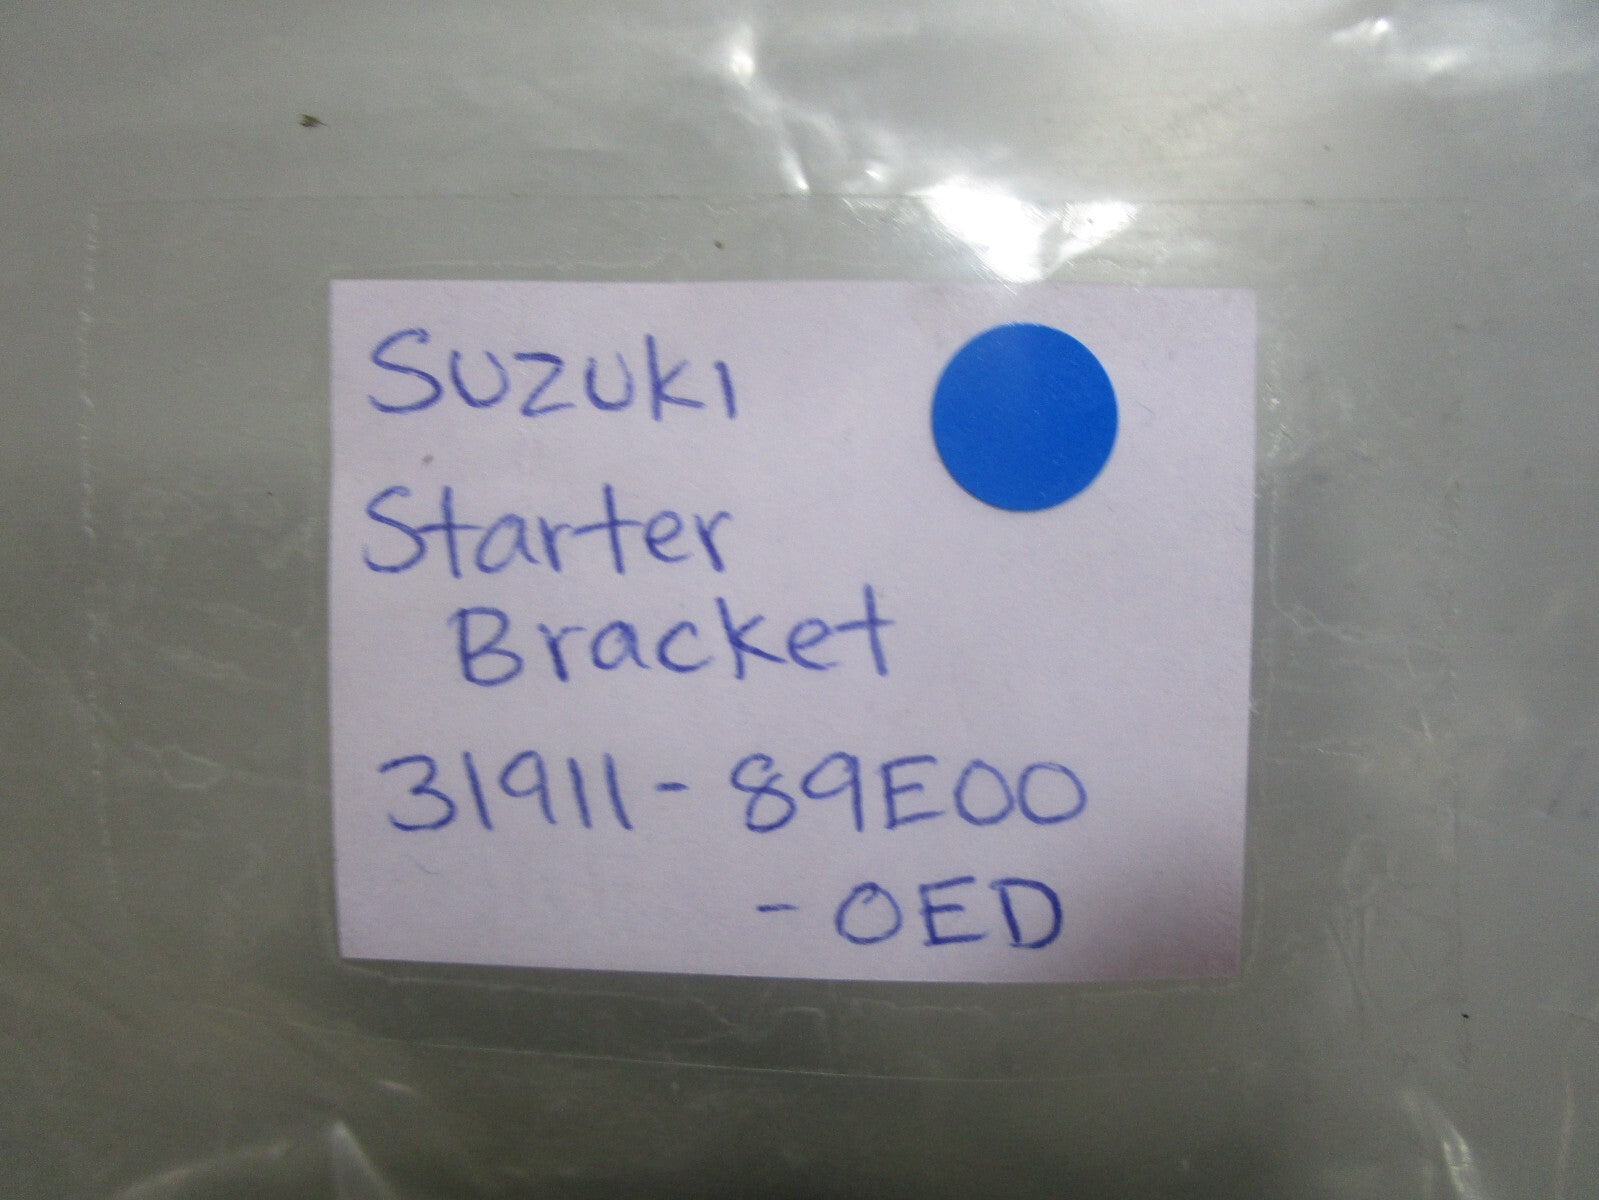 Suzuki
Starter
Bracket
31911-89E00
-OED